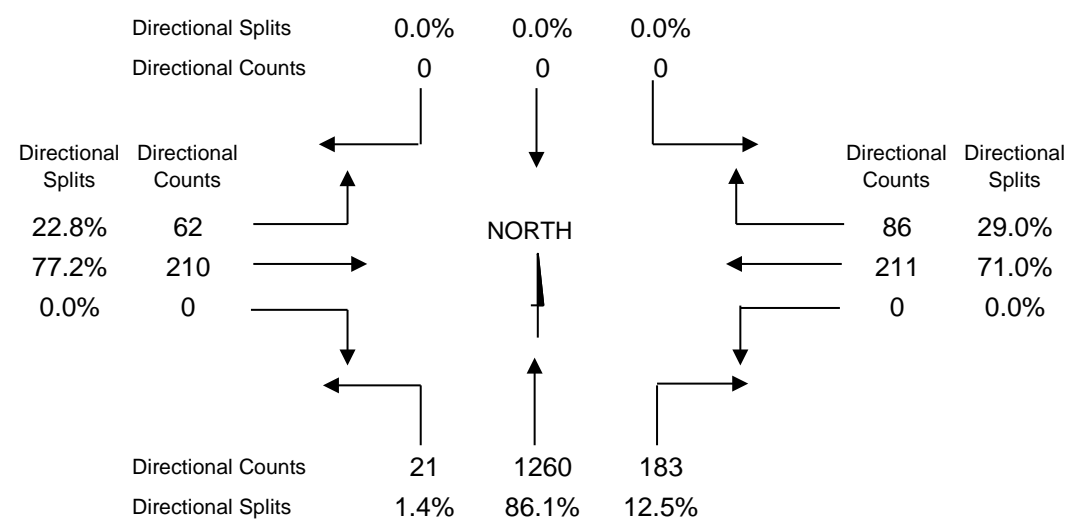 Directional Splits 0.0% 0.0% 0.0%
Directional Counts 0 0 0
Directional Directional Directional Directional
Splits Counts Counts Splits
22.8% 62 NORTH 86 29.0%
77.2% 210 211 71.0%
0.0% 0 0 0.0%
Directional Counts 21 1260 183
Directional Splits 1.4% 86.1% 12.5%